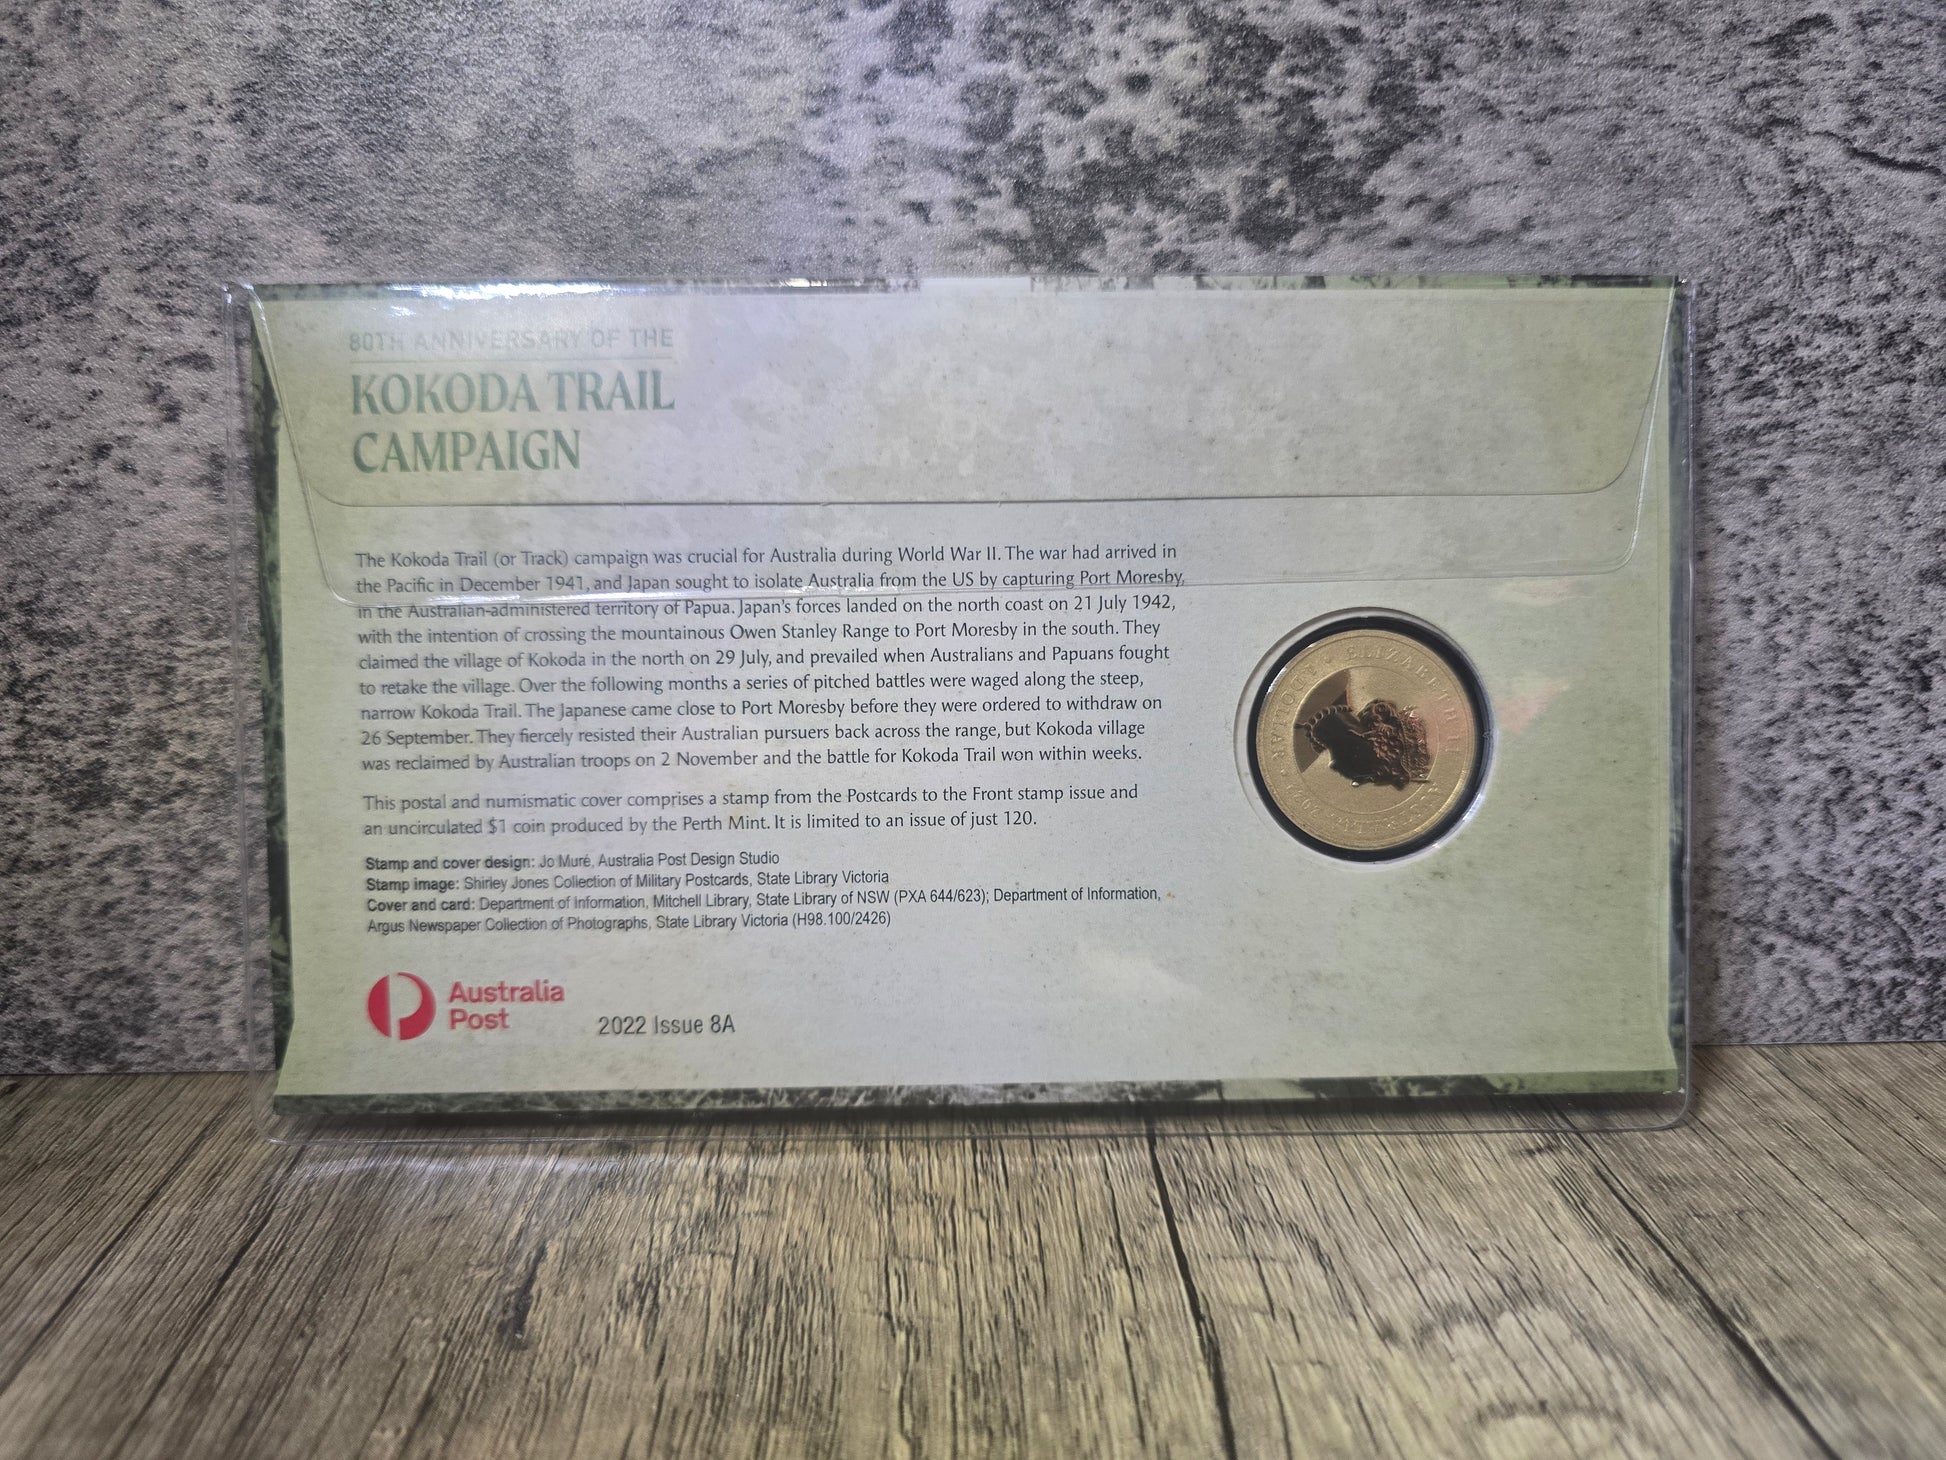 80TH ANNIVERSARY OF THE
KOKODA TRAIL
CAMPAIGN
The Kokoda Trail (or Track) campaign was crucial for Australia during World War II. The war had arrived in
the Pacific in December 1941, and Japan sought to isolate Australia from the US by capturing Port Moresby,
in the Australian-administered territory of Papua. Japan's forces landed on the north coast on 21 July 1942,
with the intention of crossing the mountainous Owen Stanley Range to Port Moresby in the south. They
claimed the village of Kokoda in the north on 29 July, and prevailed when Australians and Papuans fought
to retake the village. Over the following months a series of pitched battles were waged along the steep,
narrow Kokoda Trail. The Japanese came close to Port Moresby before they were ordered to withdraw on
26 September. They fiercely resisted their Australian pursuers back across the range, but Kokoda village
was reclaimed by Australian troops on 2 November and the battle for Kokoda Trail won within weeks.
This postal and numismatic cover comprises a stamp from the Postcards to the Front stamp issue and
an uncirculated $1 coin produced by the Perth Mint. It is limited to an issue of just 120.
Stamp and cover design: Jo Muré, Australia Post Design Studio
Stamp image: Shirley Jones Collection of Military Postcards, State Library Victoria
Cover and card: Department of Information, Mitchell Library, State Library of NSW (PXA 644/623); Department of Information,
Argus Newspaper Collection of Photographs, State Library Victoria (H98.100/2426)
Australia
Post
2022 Issue 8A
ELIZABETH II
AUSTRALIA
1 DOLLAR